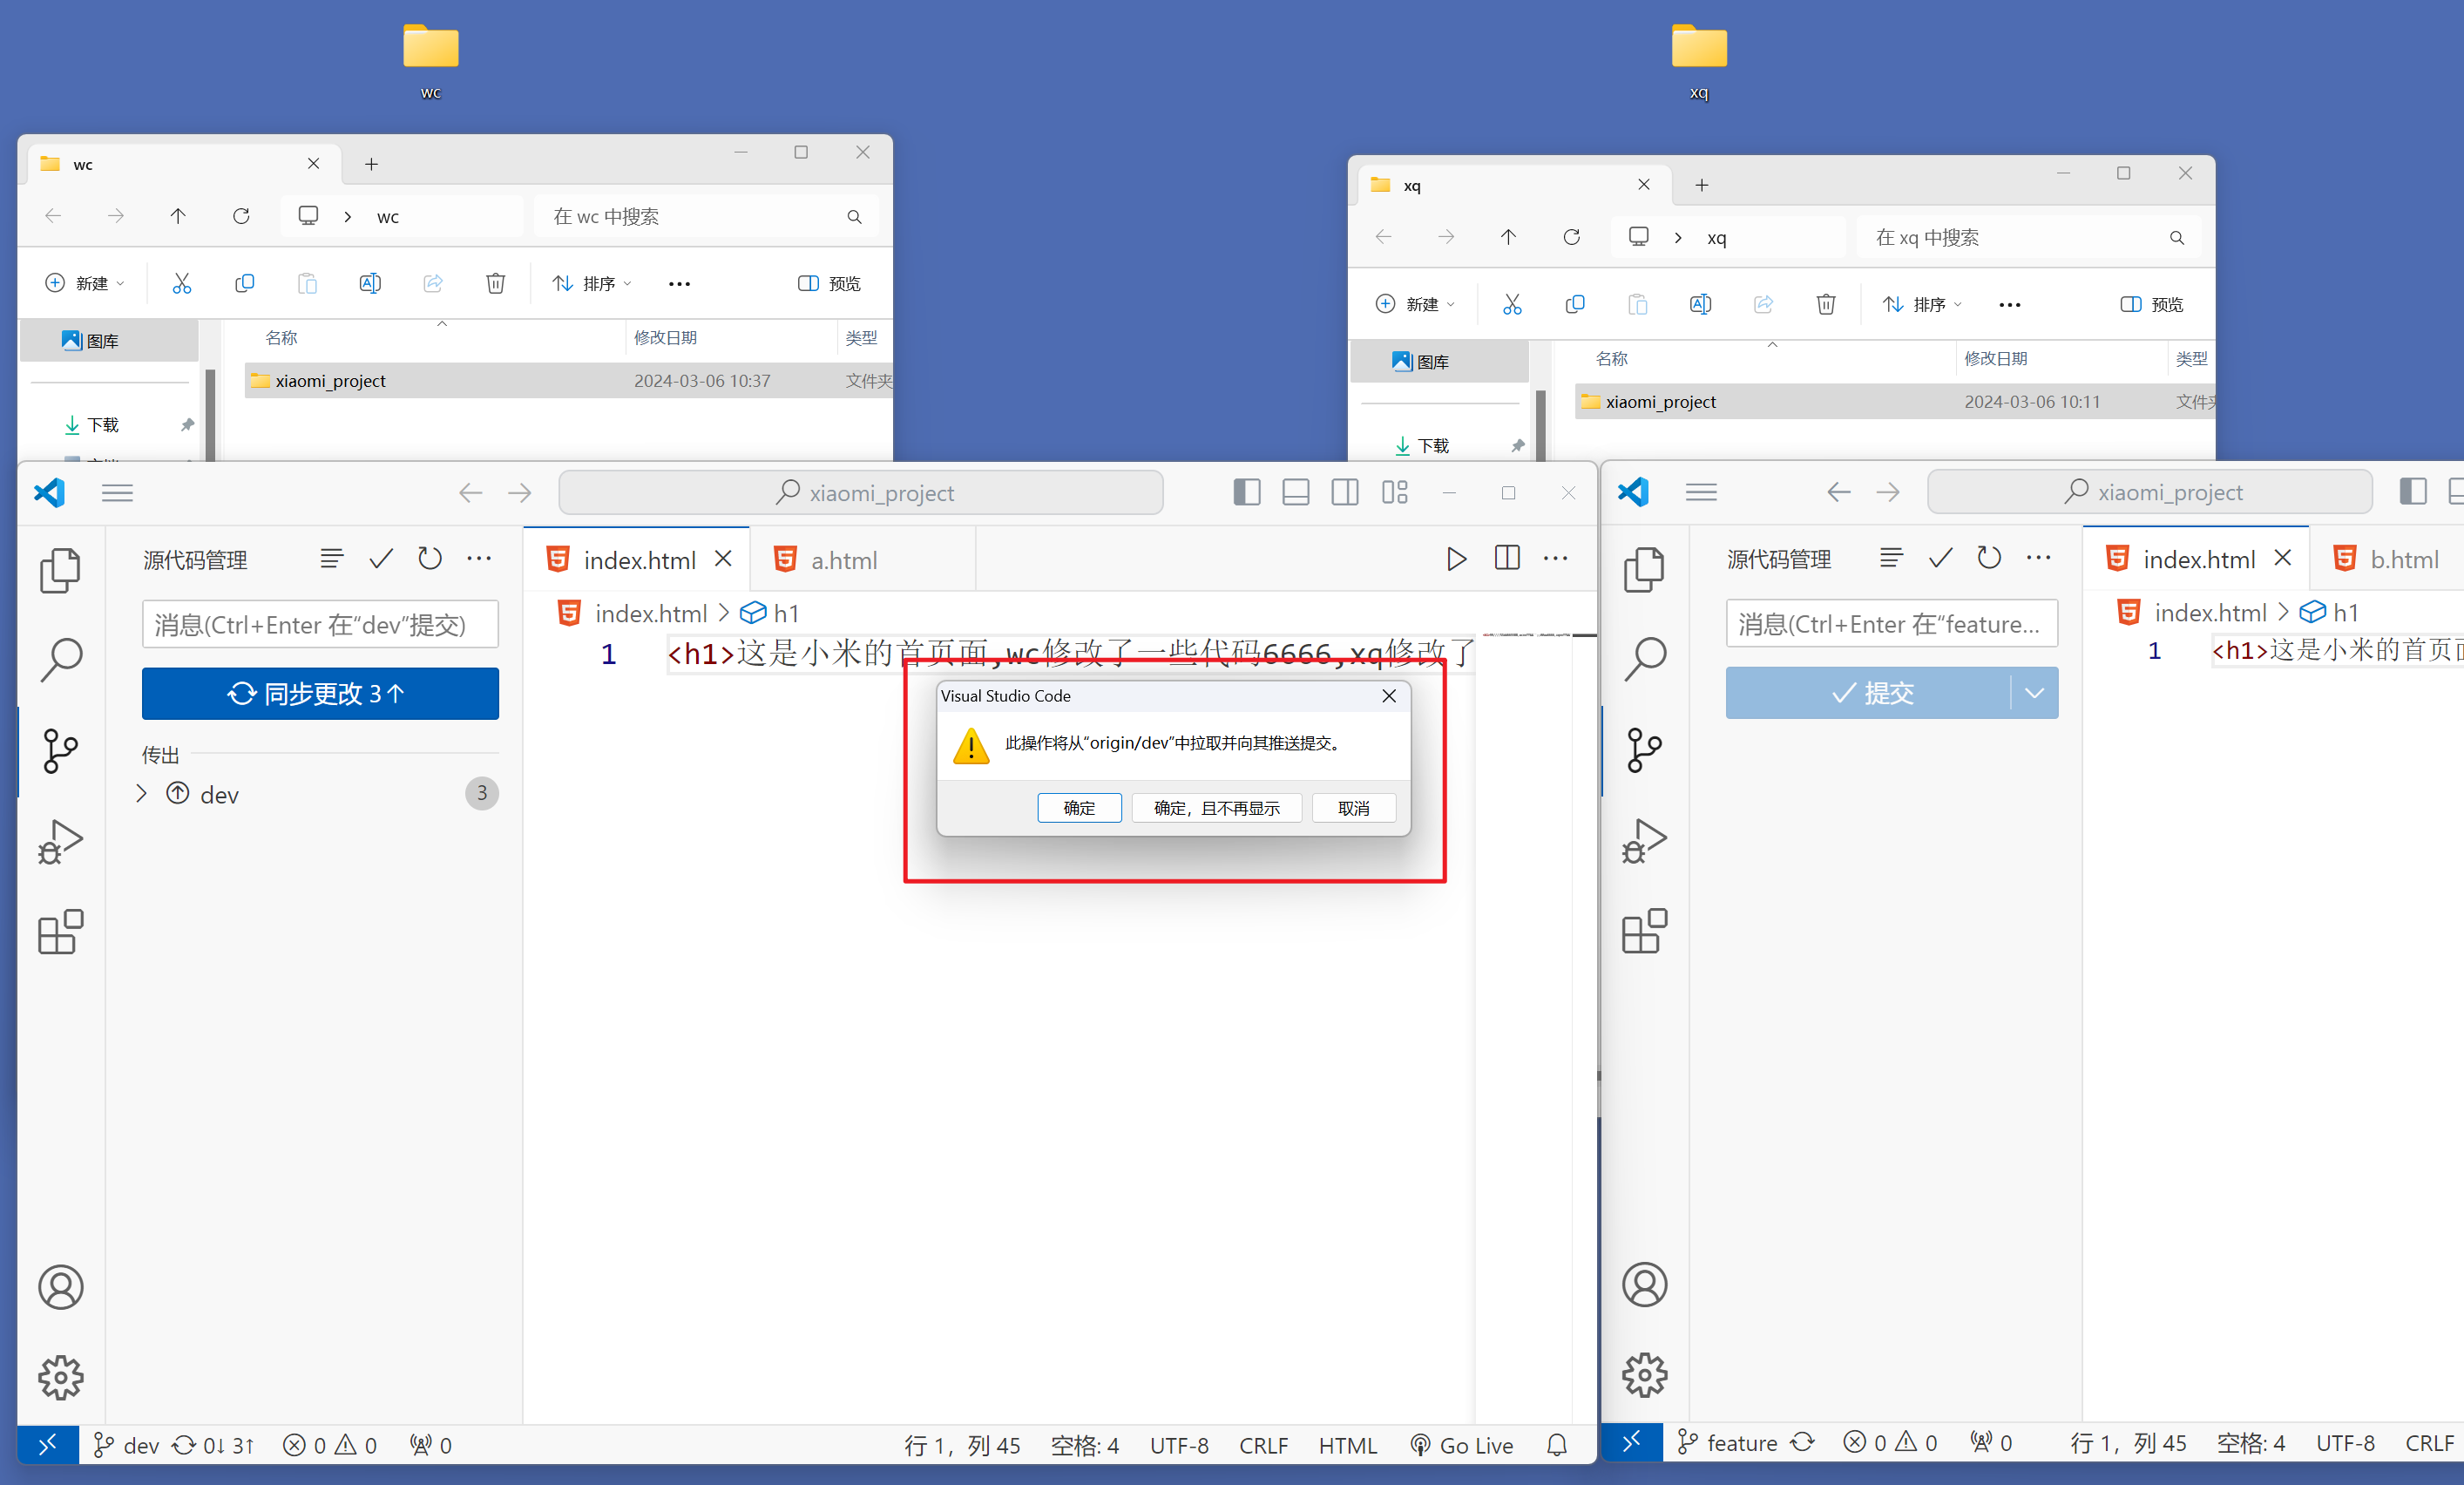 wc
xq
wc
wc
在 wc 中搜索
新建
排序
预览
图库
名称
修改日期
类型
xiaomi_project
2024-03-06 10:37
文件夹
下载
xq
xq
在 xq 中搜索
新建
排序
预览
图库
名称
修改日期
类型
xiaomi_project
2024-03-06 10:11
文件夹
下载
xiaomi_project
源代码管理
index.html
a.html
消息(Ctrl+Enter 在“dev”提交)
index.html > h1
1
<h1>这是小米的首页面,wc修改了一些代码6666,xq修改了
同步更改 3↑
传出
dev
3
Visual Studio Code
此操作将从“origin/dev”中拉取并向其推送提交。
确定
确定，且不再显示
取消
dev 0↓ 3↑ 0 0 0
行 1，列 45
空格: 4
UTF-8
CRLF
HTML
Go Live
xiaomi_project
源代码管理
index.html
b.html
消息(Ctrl+Enter 在“feature...
index.html > h1
1
<h1>这是小米的首页面
提交
feature 0 0 0
行 1，列 45
空格: 4
UTF-8
CRLF